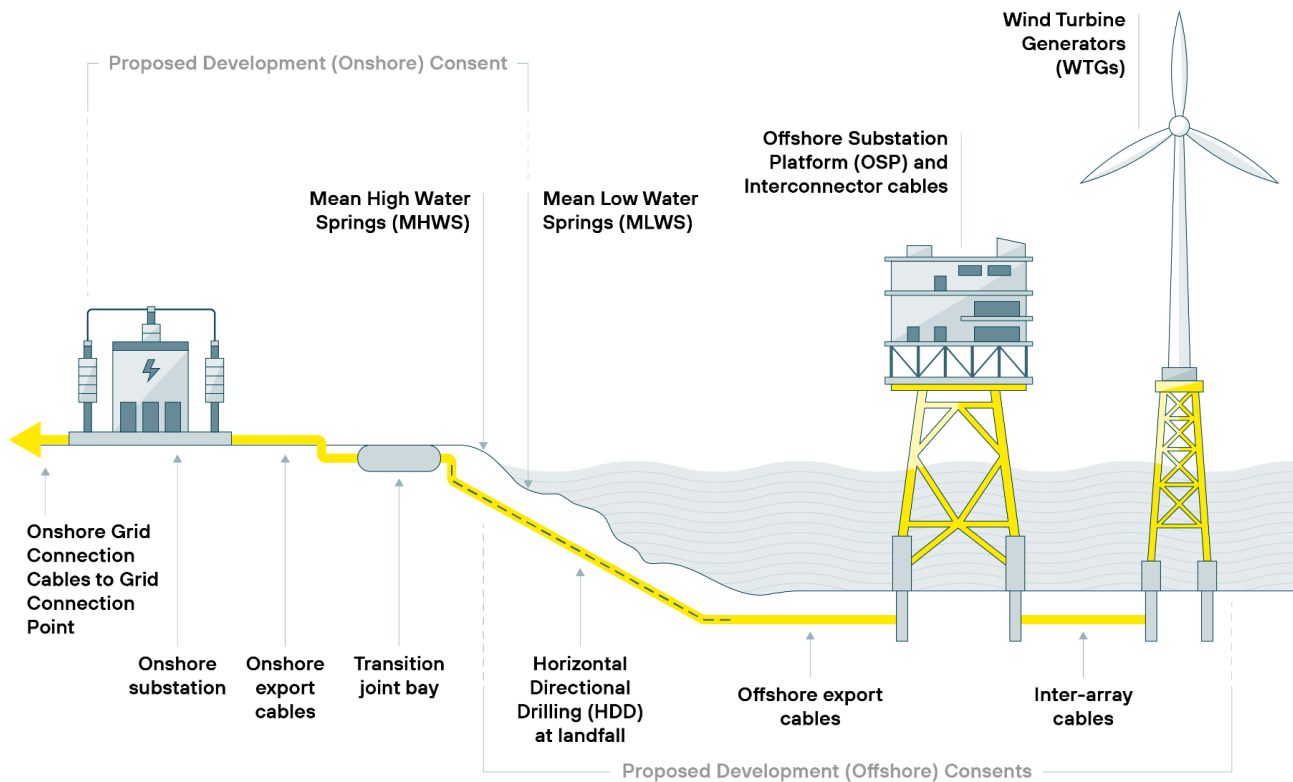 Wind Turbine
Generators
(WTGs)
Proposed Development (Onshore) Consent
Offshore Substation
Platform (OSP) and
Interconnector cables
Mean High Water
Springs (MHWS)
Mean Low Water
Springs (MLWS)
Onshore Grid
Connection
Cables to Grid
Connection
Point
Onshore
substation
Onshore
export
cables
Transition
joint bay
Horizontal
Directional
Drilling (HDD)
at landfall
Offshore export
cables
Inter-array
cables
Proposed Development (Offshore) Consents